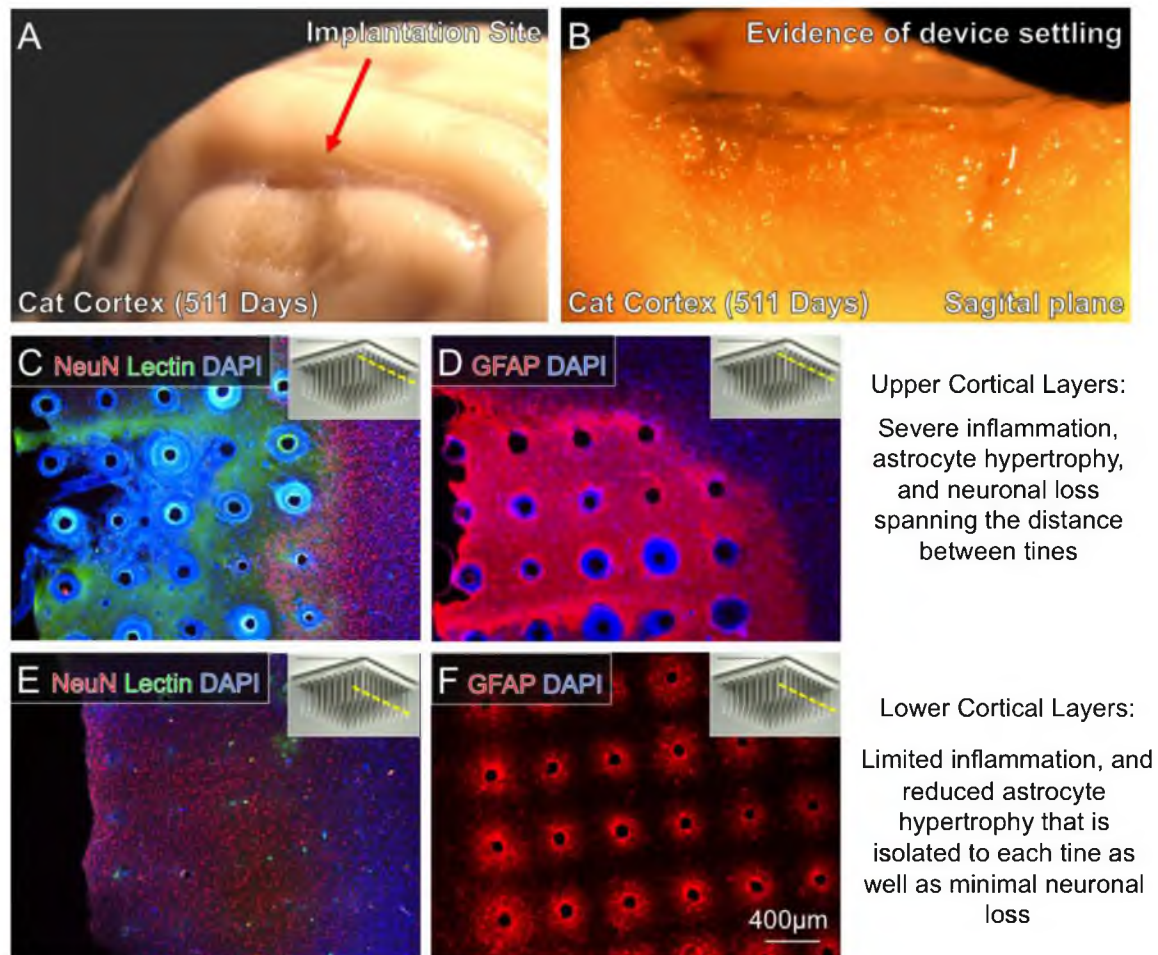 A
Implantation Site
Cat Cortex (511 Days)
B
Evidence of device settling
Cat Cortex (511 Days)
Sagital plane
C NeuN Lectin DAPI
D GFAP DAPI
Upper Cortical Layers:
Severe inflammation,
astrocyte hypertrophy,
and neuronal loss
spanning the distance
between tines
E NeuN Lectin DAPI
F GFAP DAPI
400µm
Lower Cortical Layers:
Limited inflammation, and
reduced astrocyte
hypertrophy that is
isolated to each tine as
well as minimal neuronal
loss